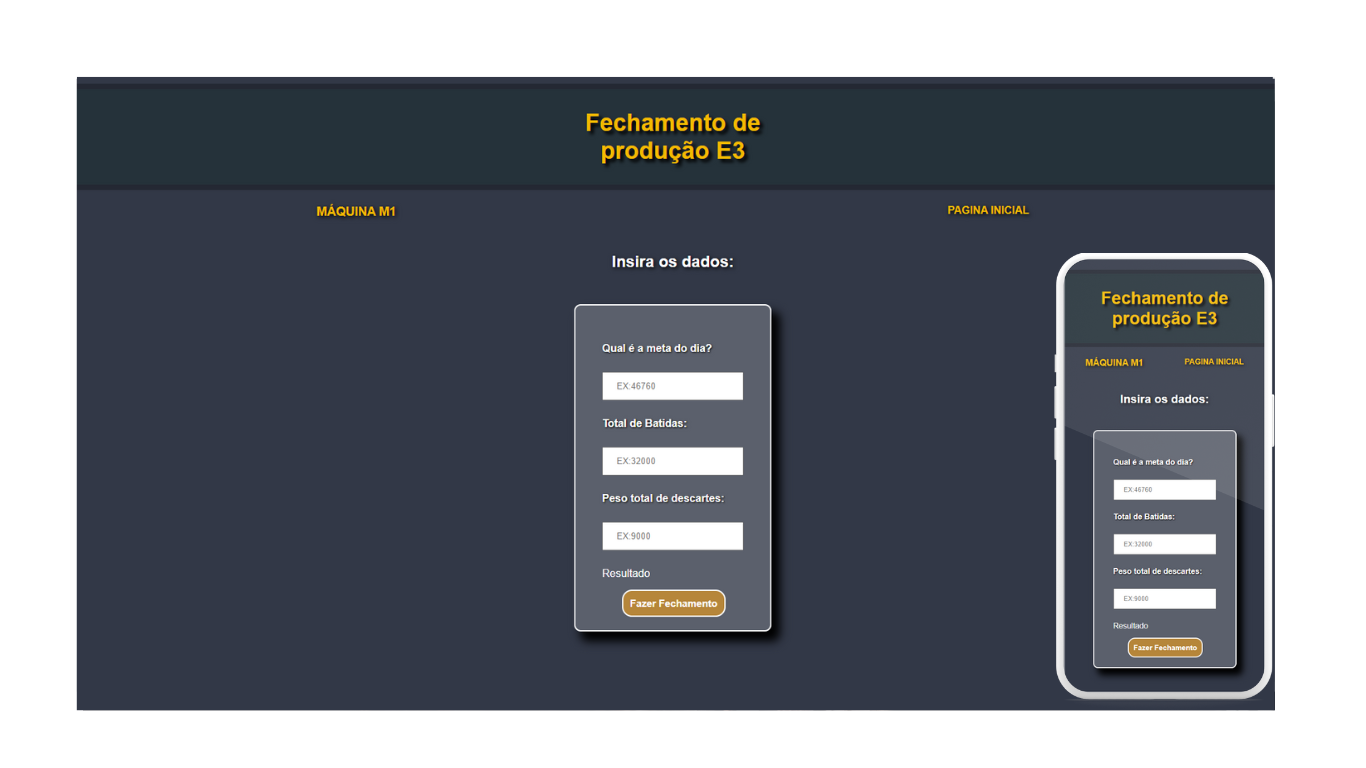 Fechamento de
produção E3
MÁQUINA M1
PAGINA INICIAL
Insira os dados:
Qual é a meta do dia?
EX:46760
Total de Batidas:
EX:32000
Peso total de descartes:
EX:9000
Resultado
Fazer Fechamento
Fechamento de
produção E3
MÁQUINA M1
PAGINA INICIAL
Insira os dados:
Qual é a meta do dia?
EX:46760
Total de Batidas:
EX:32000
Peso total de descartes:
EX:9000
Resultado
Fazer Fechamento